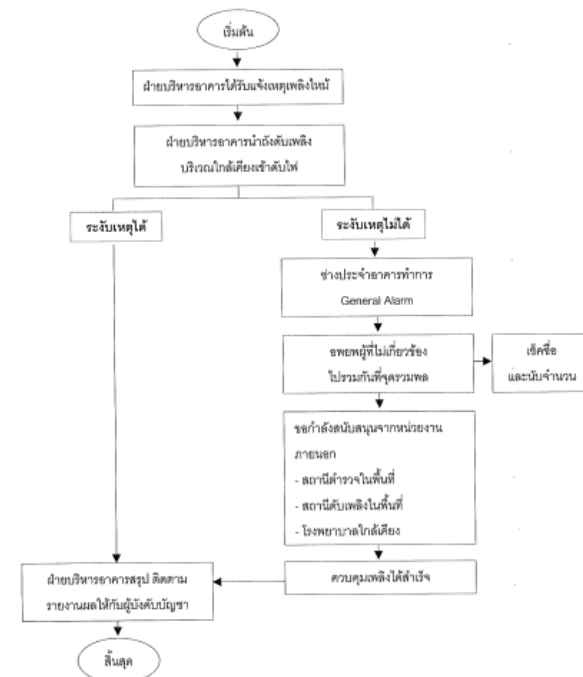 เริ่มต้น
ฝ่ายบริหารอาคารได้รับแจ้งเหตุเพลิงไหม้
ฝ่ายบริหารอาคารนำถังดับเพลิง
บริเวณใกล้เคียงเข้าดับไฟ
ระงับเหตุได้
ระงับเหตุไม่ได้
ช่างประจำอาคารทำการ
General Alarm
อพยพผู้ที่ไม่เกี่ยวข้อง
ไปรวมกันที่จุดรวมพล
เช็คชื่อ
และนับจำนวน
ขอกำลังสนับสนุนจากหน่วยงาน
ภายนอก
- สถานีตำรวจในพื้นที่
- สถานีดับเพลิงในพื้นที่
- โรงพยาบาลใกล้เคียง
ควบคุมเพลิงได้สำเร็จ
ฝ่ายบริหารอาคารสรุป ติดตาม
รายงานผลให้กับผู้บังคับบัญชา
สิ้นสุด